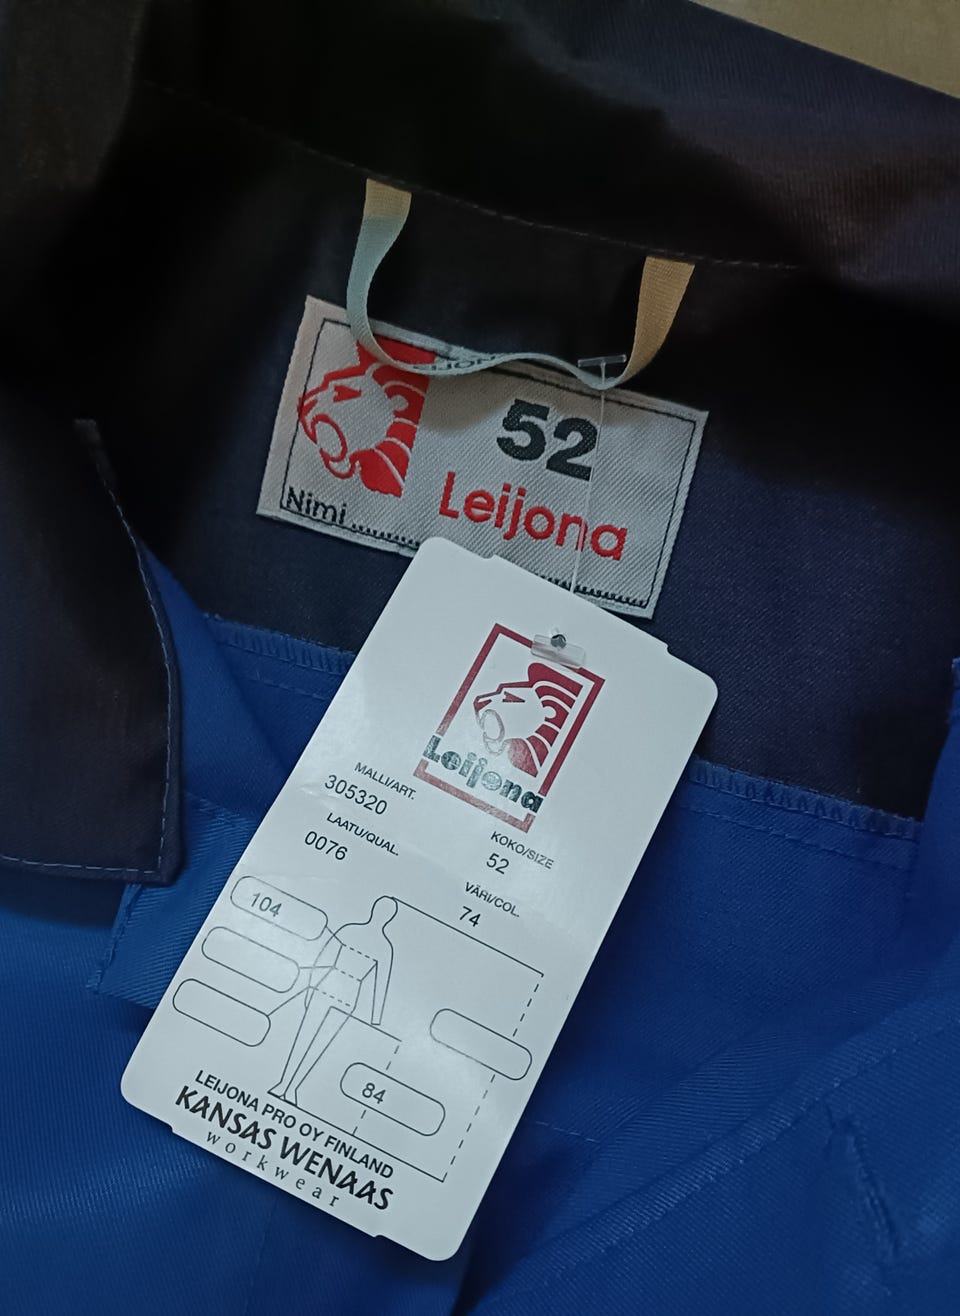 52
Leijona
Nimi
Leijona
MALLI/ART.
305320
KOKO/SIZE
52
LAATU/QUAL.
0076
VÄRI/COL.
74
104
84
LEIJONA PRO OY FINLAND
KANSAS WENAAS
workwear